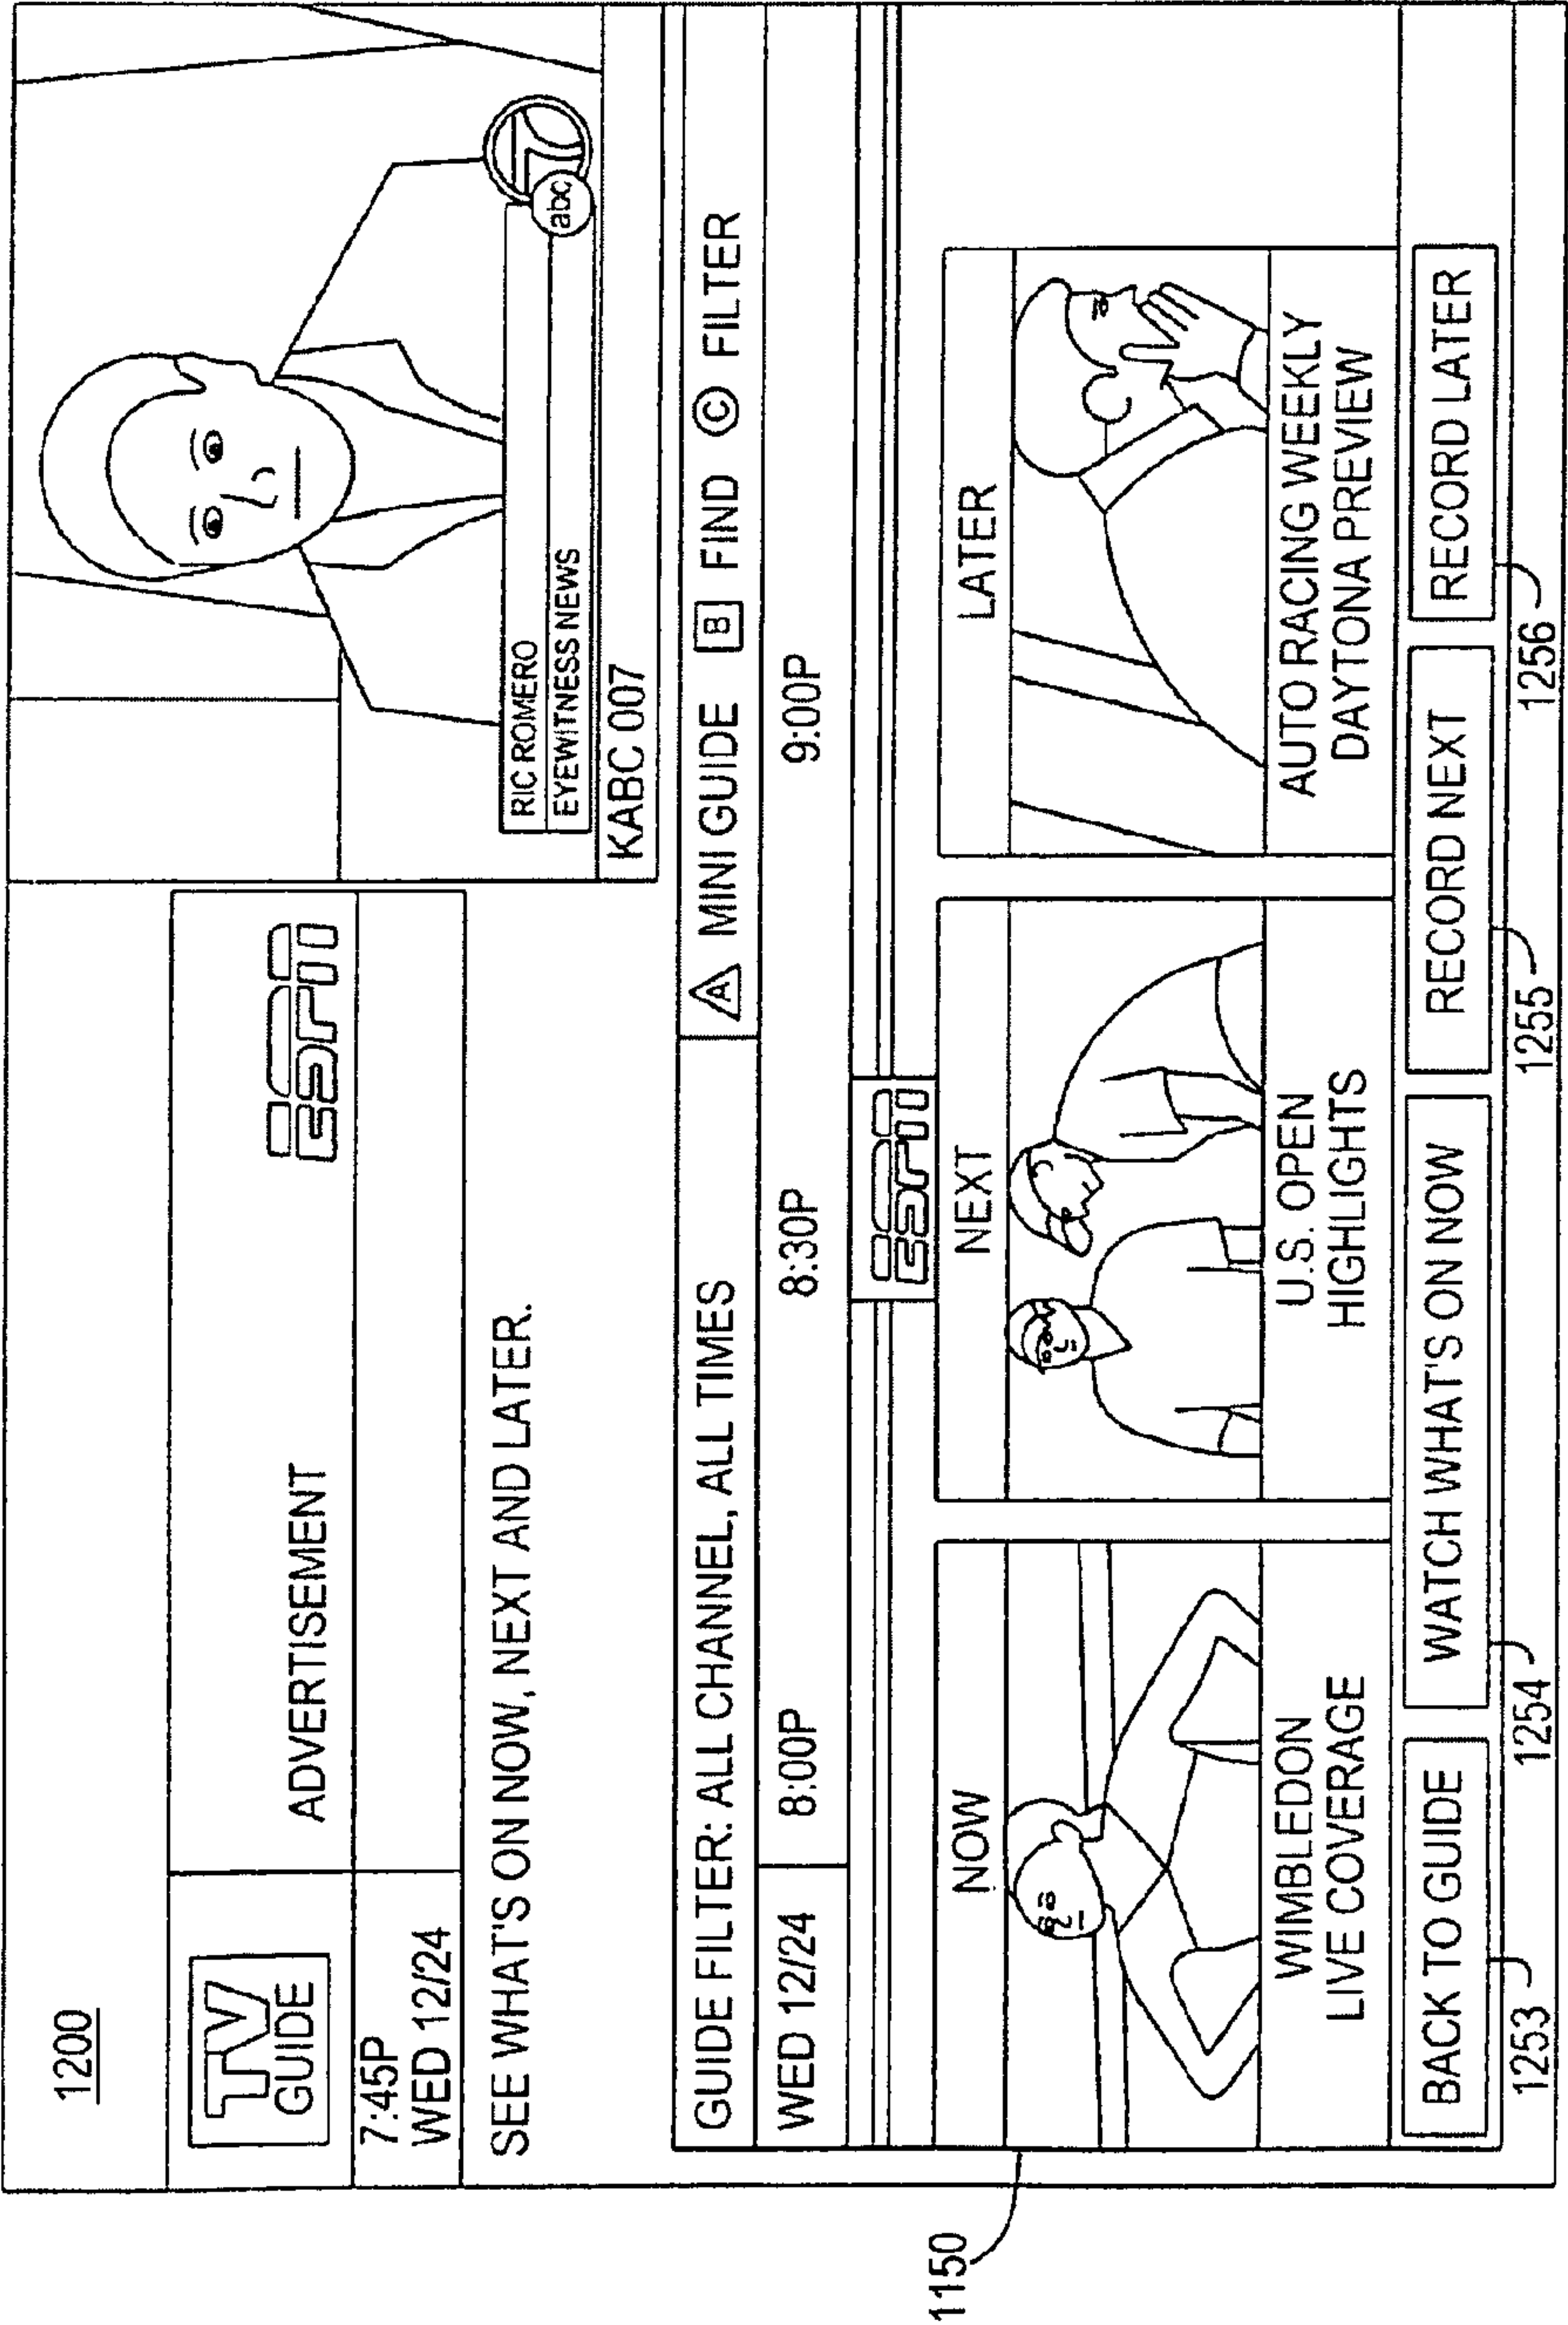 1200
TV
GUIDE
ADVERTISEMENT
ESPN
7:45P
WED 12/24
SEE WHAT'S ON NOW, NEXT AND LATER.
RIC ROMERO
EYEWITNESS NEWS
7
abc
KABC 007
GUIDE FILTER: ALL CHANNEL, ALL TIMES
A MINI GUIDE B FIND C FILTER
WED 12/24 8:00P 8:30P 9:00P
ESPN
1150
NOW
WIMBLEDON
LIVE COVERAGE
NEXT
U.S. OPEN
HIGHLIGHTS
LATER
AUTO RACING WEEKLY
DAYTONA PREVIEW
BACK TO GUIDE
WATCH WHAT'S ON NOW
RECORD NEXT
RECORD LATER
1253
1254
1255
1256